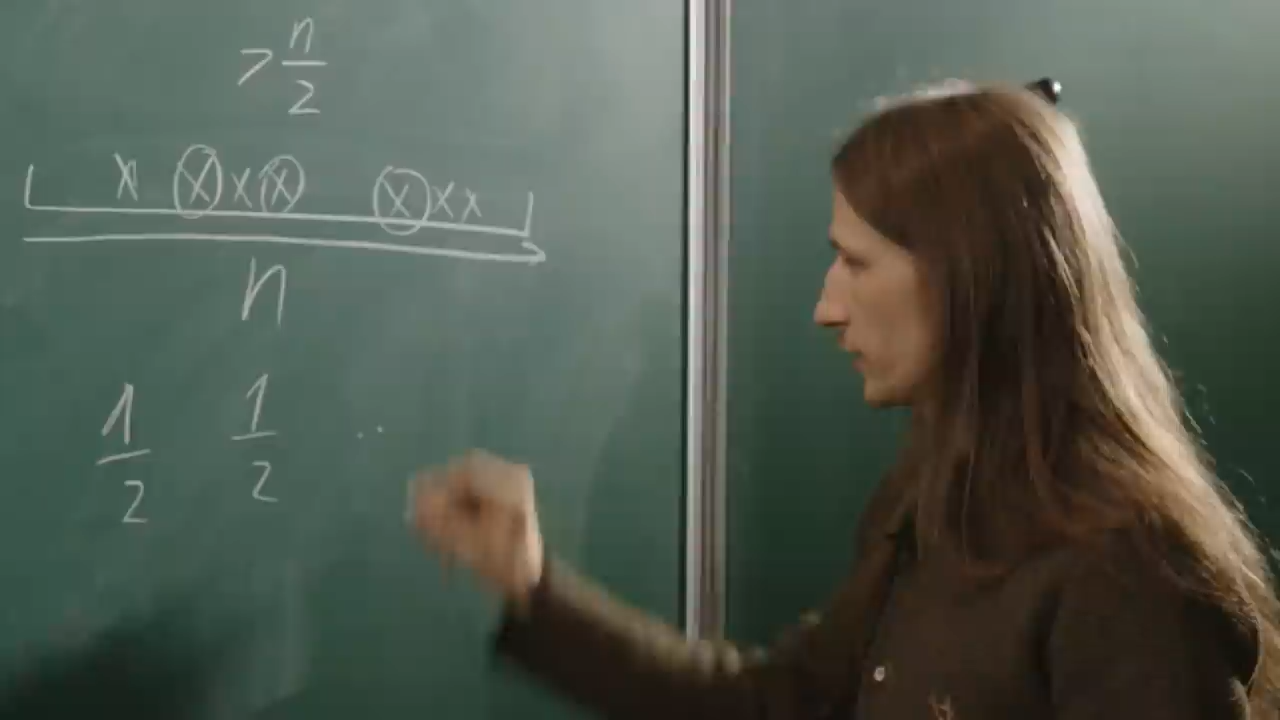 > n/2
x x x x x x x
n
1/2 1/2 ..